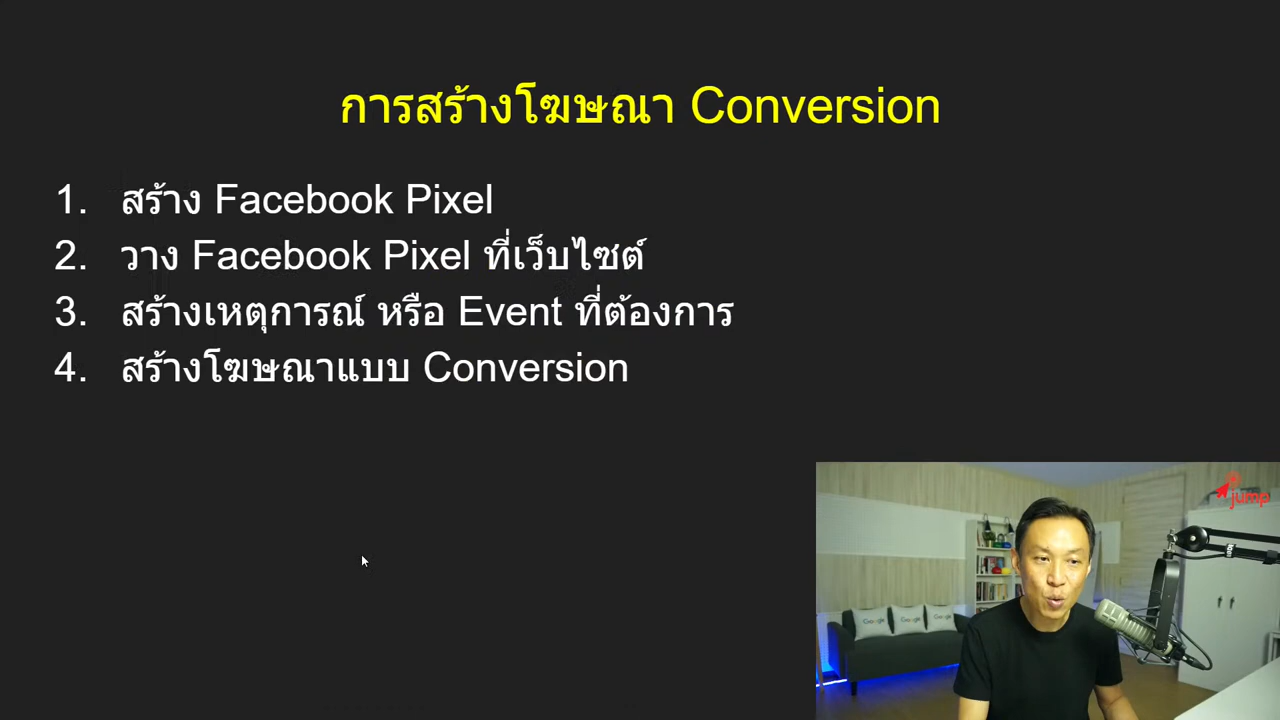 การสร้างโฆษณา Conversion
1. สร้าง Facebook Pixel
2. วาง Facebook Pixel ที่เว็บไซต์
3. สร้างเหตุการณ์ หรือ Event ที่ต้องการ
4. สร้างโฆษณาแบบ Conversion
jump
Google
Google
Google